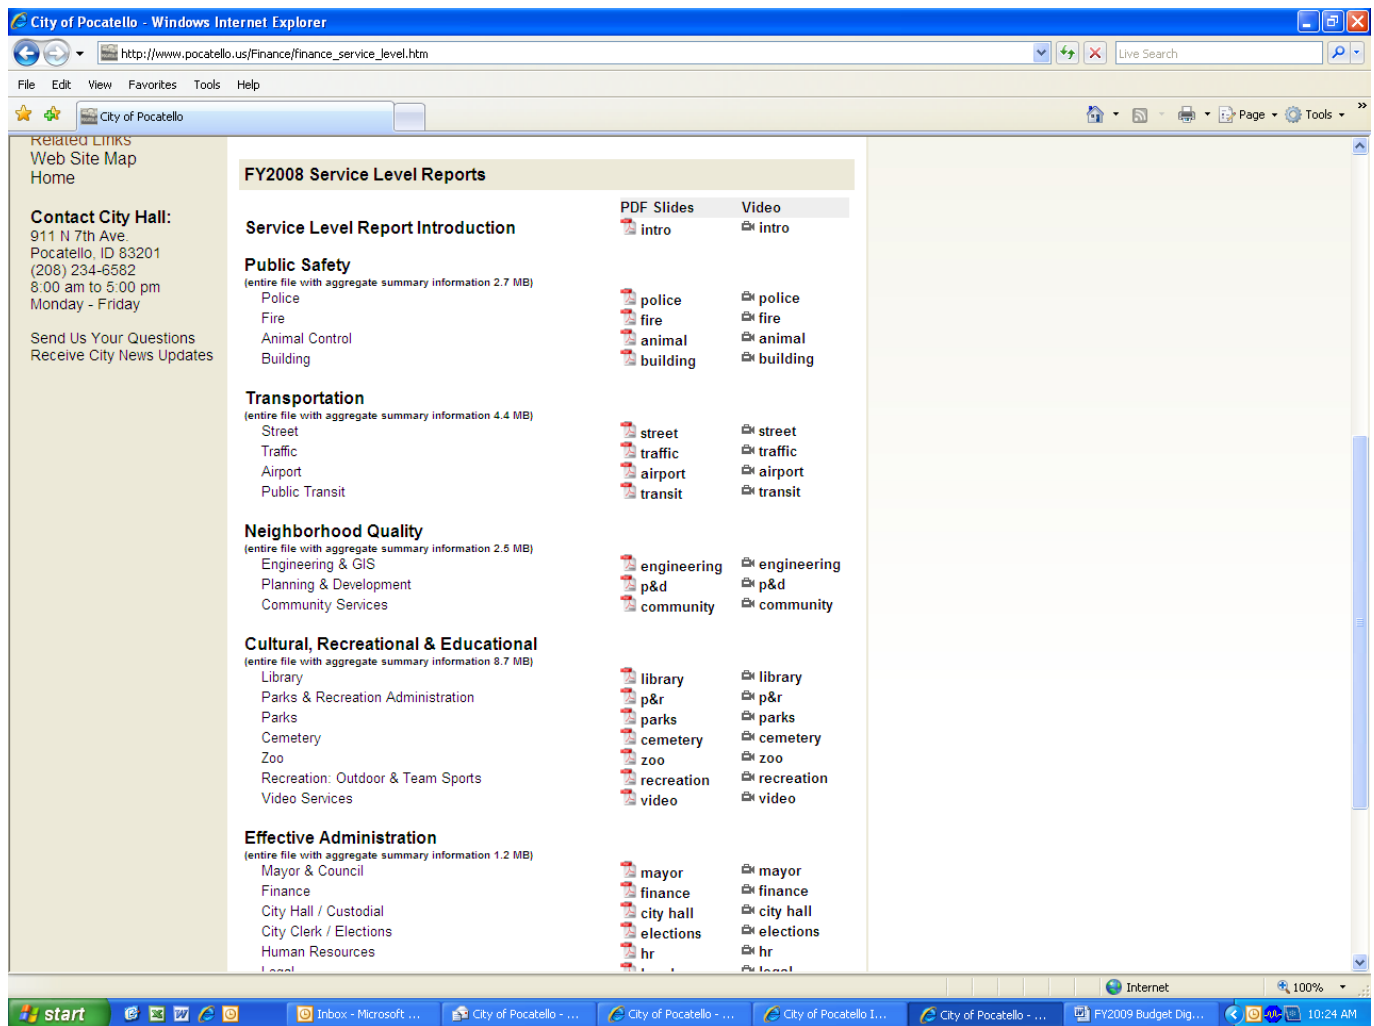 City of Pocatello - Windows Internet Explorer
http://www.pocatello.us/Finance/finance_service_level.htm
Live Search
File Edit View Favorites Tools Help
City of Pocatello
Page Tools
Related Links
Web Site Map
Home
Contact City Hall:
911 N 7th Ave.
Pocatello, ID 83201
(208) 234-6582
8:00 am to 5:00 pm
Monday - Friday
Send Us Your Questions
Receive City News Updates
FY2008 Service Level Reports
PDF Slides Video
Service Level Report Introduction intro intro
Public Safety
(entire file with aggregate summary information 2.7 MB)
Police police police
Fire fire fire
Animal Control animal animal
Building building building
Transportation
(entire file with aggregate summary information 4.4 MB)
Street street street
Traffic traffic traffic
Airport airport airport
Public Transit transit transit
Neighborhood Quality
(entire file with aggregate summary information 2.5 MB)
Engineering & GIS engineering engineering
Planning & Development p&d p&d
Community Services community community
Cultural, Recreational & Educational
(entire file with aggregate summary information 8.7 MB)
Library library library
Parks & Recreation Administration p&r p&r
Parks parks parks
Cemetery cemetery cemetery
Zoo zoo zoo
Recreation: Outdoor & Team Sports recreation recreation
Video Services video video
Effective Administration
(entire file with aggregate summary information 1.2 MB)
Mayor & Council mayor mayor
Finance finance finance
City Hall / Custodial city hall city hall
City Clerk / Elections elections elections
Human Resources hr hr
Legal legal legal
Internet 100%
start Inbox - Microsoft ... City of Pocatello - ... City of Pocatello - ... City of Pocatello I... City of Pocatello - ... FY2009 Budget Dig... 10:24 AM